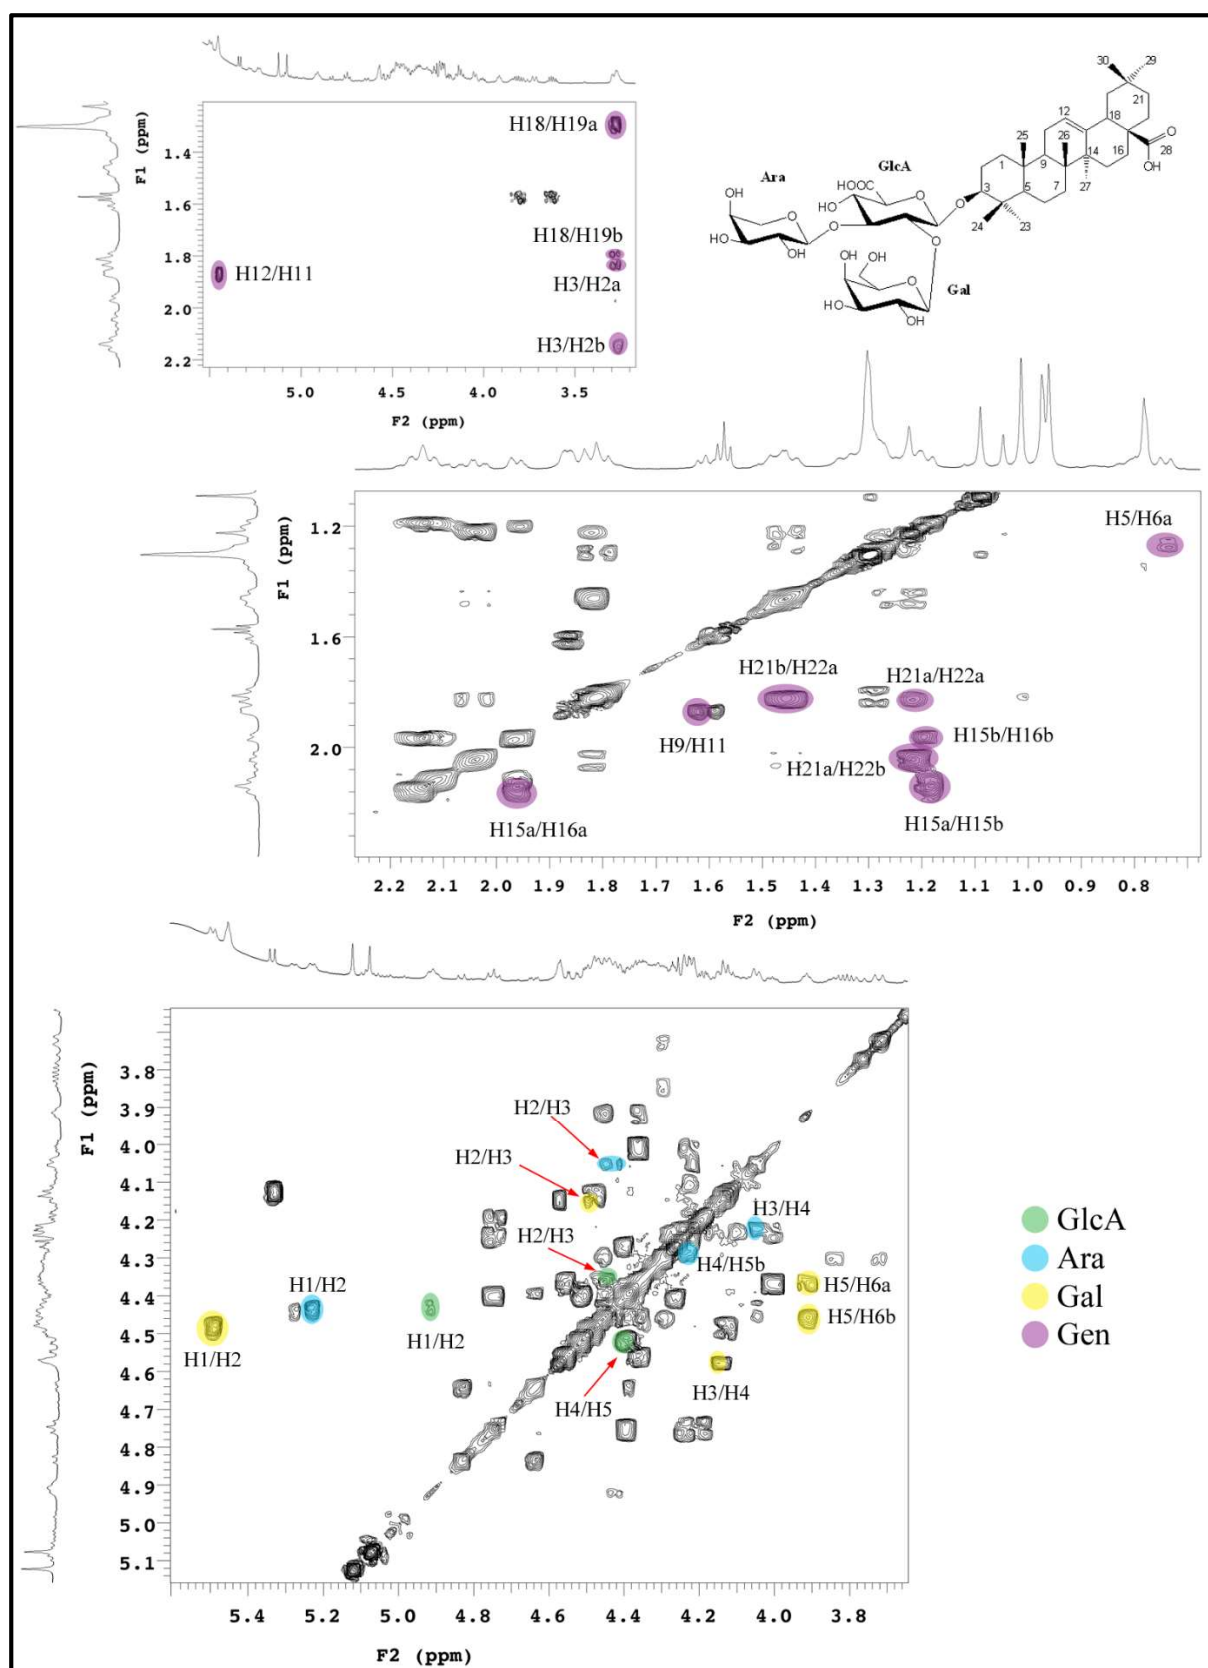 H18/H19a
H18/H19b
H3/H2a
H3/H2b
H12/H11
1.4
1.6
1.8
2.0
2.2
F1 (ppm)
5.0 4.5 4.0 3.5
F2 (ppm)
30 29
21
12 18
25 26 16 O
28
OH
1 9 14
27
3 5 7
24 23
O
GlcA
HOOC
HO O O
O
Ara
OH
O
HO
OH
O
HO
O
HO
OH
Gal
H5/H6a
H21b/H22a
H21a/H22a
H9/H11
H15b/H16b
H21a/H22b
H15a/H16a
H15a/H15b
1.2
1.6
2.0
F1 (ppm)
2.2 2.1 2.0 1.9 1.8 1.7 1.6 1.5 1.4 1.3 1.2 1.1 1.0 0.9 0.8
F2 (ppm)
H2/H3
H2/H3
H2/H3
H3/H4
H4/H5b
H1/H2
H5/H6a
H5/H6b
H1/H2
H1/H2
H4/H5
H3/H4
3.8
3.9
4.0
4.1
4.2
4.3
4.4
4.5
4.6
4.7
4.8
4.9
5.0
5.1
F1 (ppm)
5.4 5.2 5.0 4.8 4.6 4.4 4.2 4.0 3.8
F2 (ppm)
GlcA
Ara
Gal
Gen